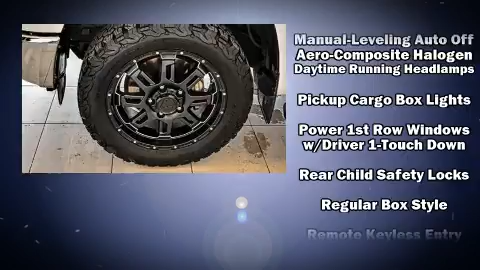 Manual-Leveling Auto Off
Aero-Composite Halogen
Daytime Running Headlamps
Pickup Cargo Box Lights
Power 1st Row Windows
w/Driver 1-Touch Down
Rear Child Safety Locks
Regular Box Style
Remote Keyless Entry